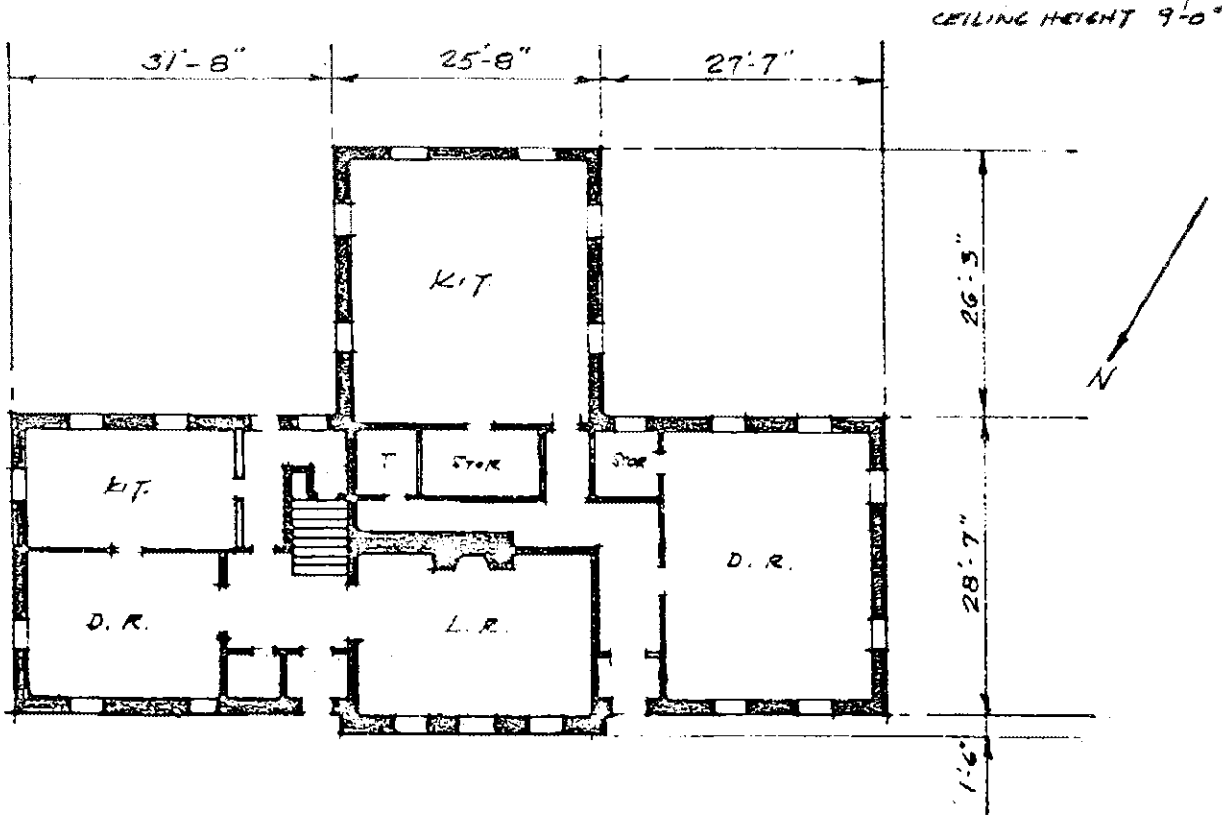 CEILING HEIGHT 9'-0"
31'-8"
25'-8"
27'-7"
KIT.
26'-3"
N
KIT.
T
STOR
STOR
D.R.
28'-7"
D.R.
L.R.
1'-6"